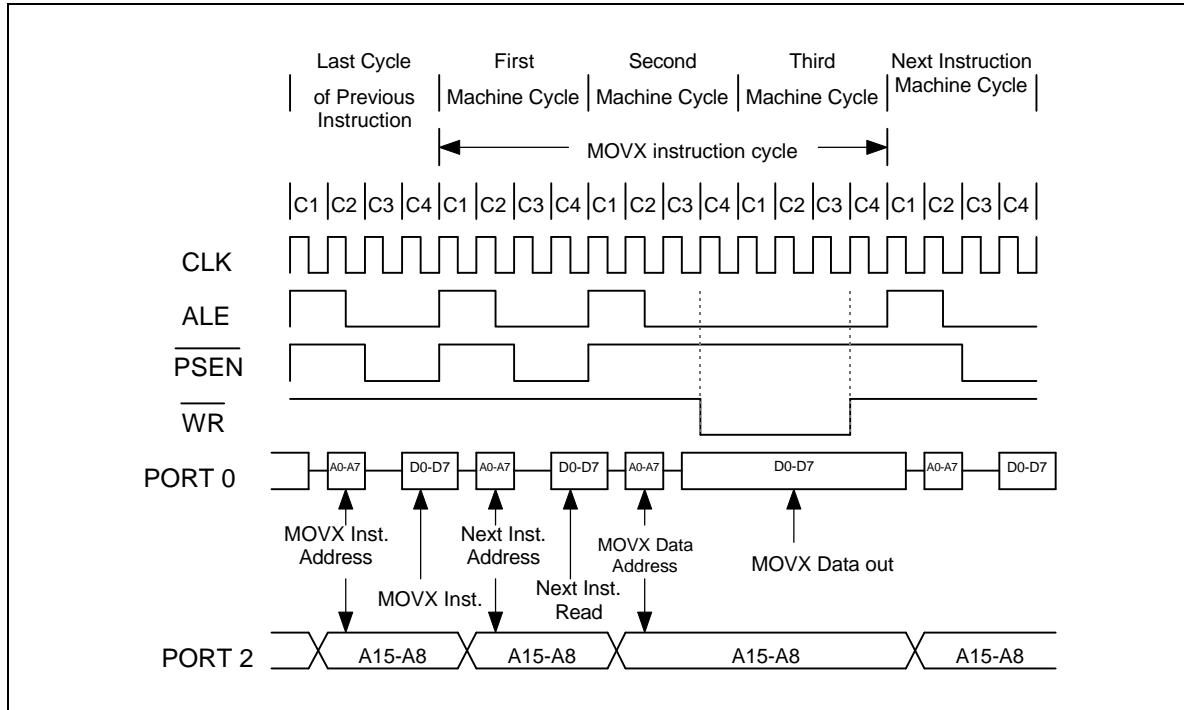 Last Cycle
of Previous
Instruction
First
Machine Cycle
Second
Machine Cycle
Third
Machine Cycle
Next Instruction
Machine Cycle
MOVX instruction cycle
C1 C2 C3 C4 C1 C2 C3 C4 C1 C2 C3 C4 C1 C2 C3 C4 C1 C2 C3 C4
CLK
ALE
PSEN
WR
PORT 0
A0-A7 D0-D7 A0-A7 D0-D7 A0-A7 D0-D7 A0-A7 D0-D7
MOVX Inst.
Address
MOVX Inst.
Next Inst.
Address
Next Inst.
Read
MOVX Data
Address
MOVX Data out
PORT 2
A15-A8 A15-A8 A15-A8 A15-A8